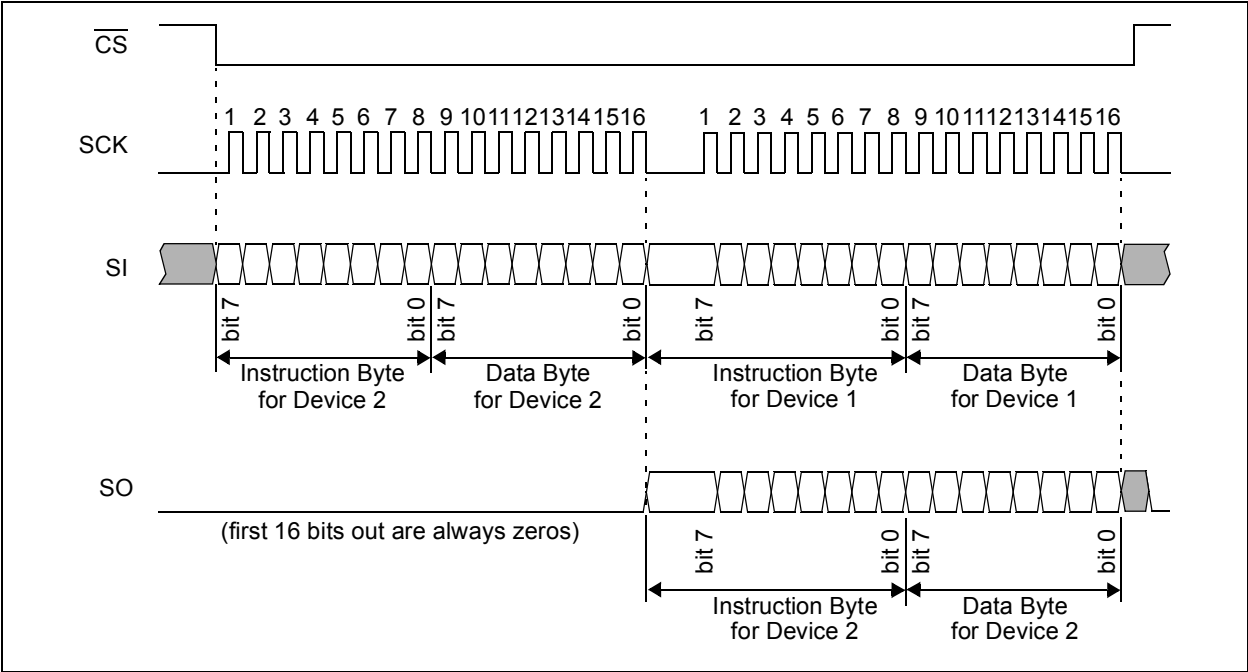 CS
1 2 3 4 5 6 7 8 9 10 11 12 13 14 15 16 1 2 3 4 5 6 7 8 9 10 11 12 13 14 15 16
SCK
SI
bit 7 bit 0 bit 7 bit 0 bit 7 bit 0 bit 7 bit 0
Instruction Byte Data Byte Instruction Byte Data Byte
for Device 2 for Device 2 for Device 1 for Device 1
SO
(first 16 bits out are always zeros)
bit 7 bit 0 bit 7 bit 0
Instruction Byte Data Byte
for Device 2 for Device 2